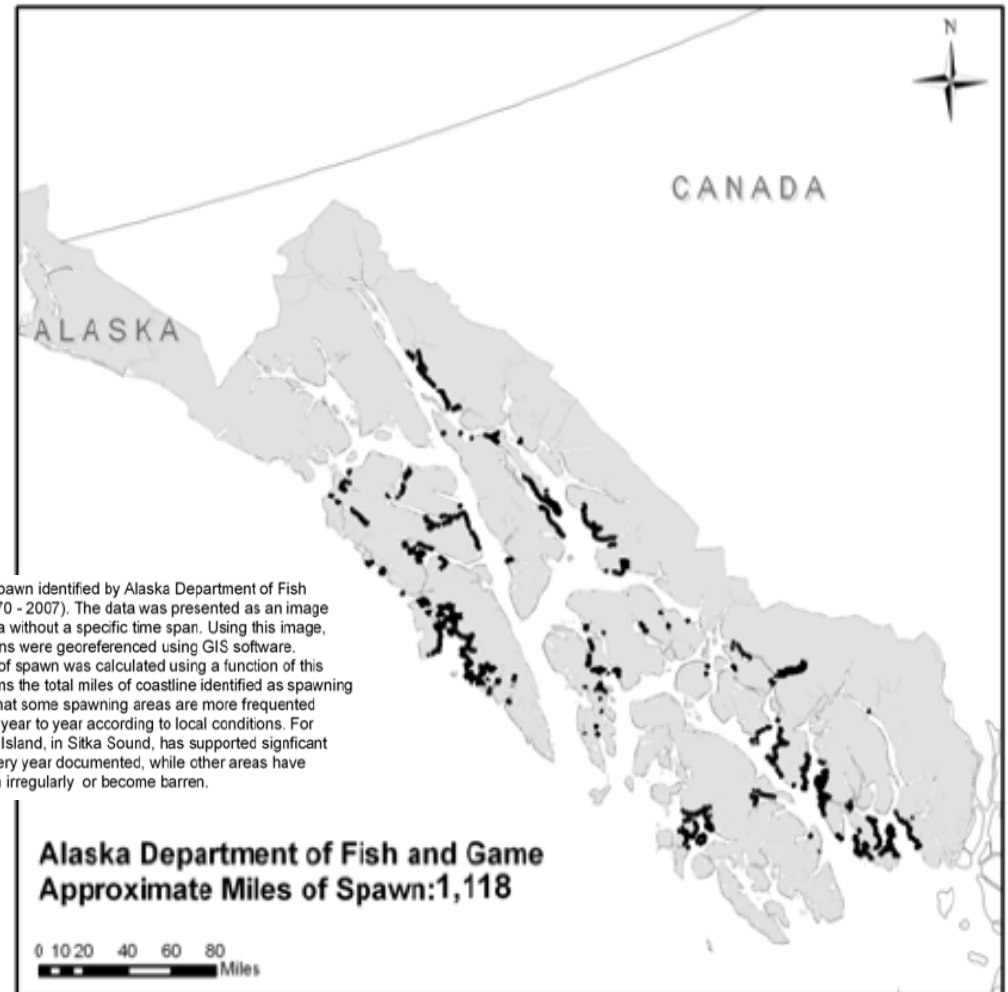 N
CANADA
ALASKA
pawn identified by Alaska Department of Fish
70 - 2007). The data was presented as an image
a without a specific time span. Using this image,
ns were georeferenced using GIS software.
of spawn was calculated using a function of this
ns the total miles of coastline identified as spawning
hat some spawning areas are more frequented
year to year according to local conditions. For
Island, in Sitka Sound, has supported signficant
ery year documented, while other areas have
irregularly or become barren.
Alaska Department of Fish and Game
Approximate Miles of Spawn:1,118
0 10 20 40 60 80
Miles